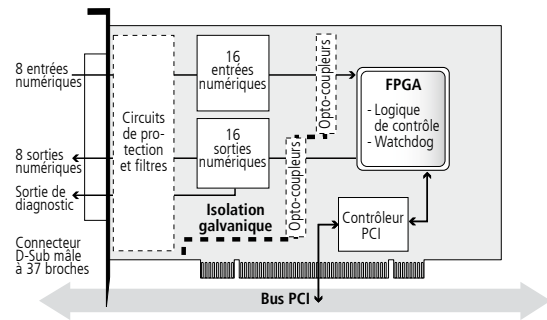 8 entrées
numériques
8 sorties
numériques
Sortie de
diagnostic
Connecteur
D-Sub mâle
à 37 broches
Circuits
de pro-
tection
et filtres
16
entrées
numériques
16
sorties
numériques
Opto-coupleurs
Opto-coupleurs
Isolation
galvanique
FPGA
- Logique
de contrôle
- Watchdog
Contrôleur
PCI
Bus PCI